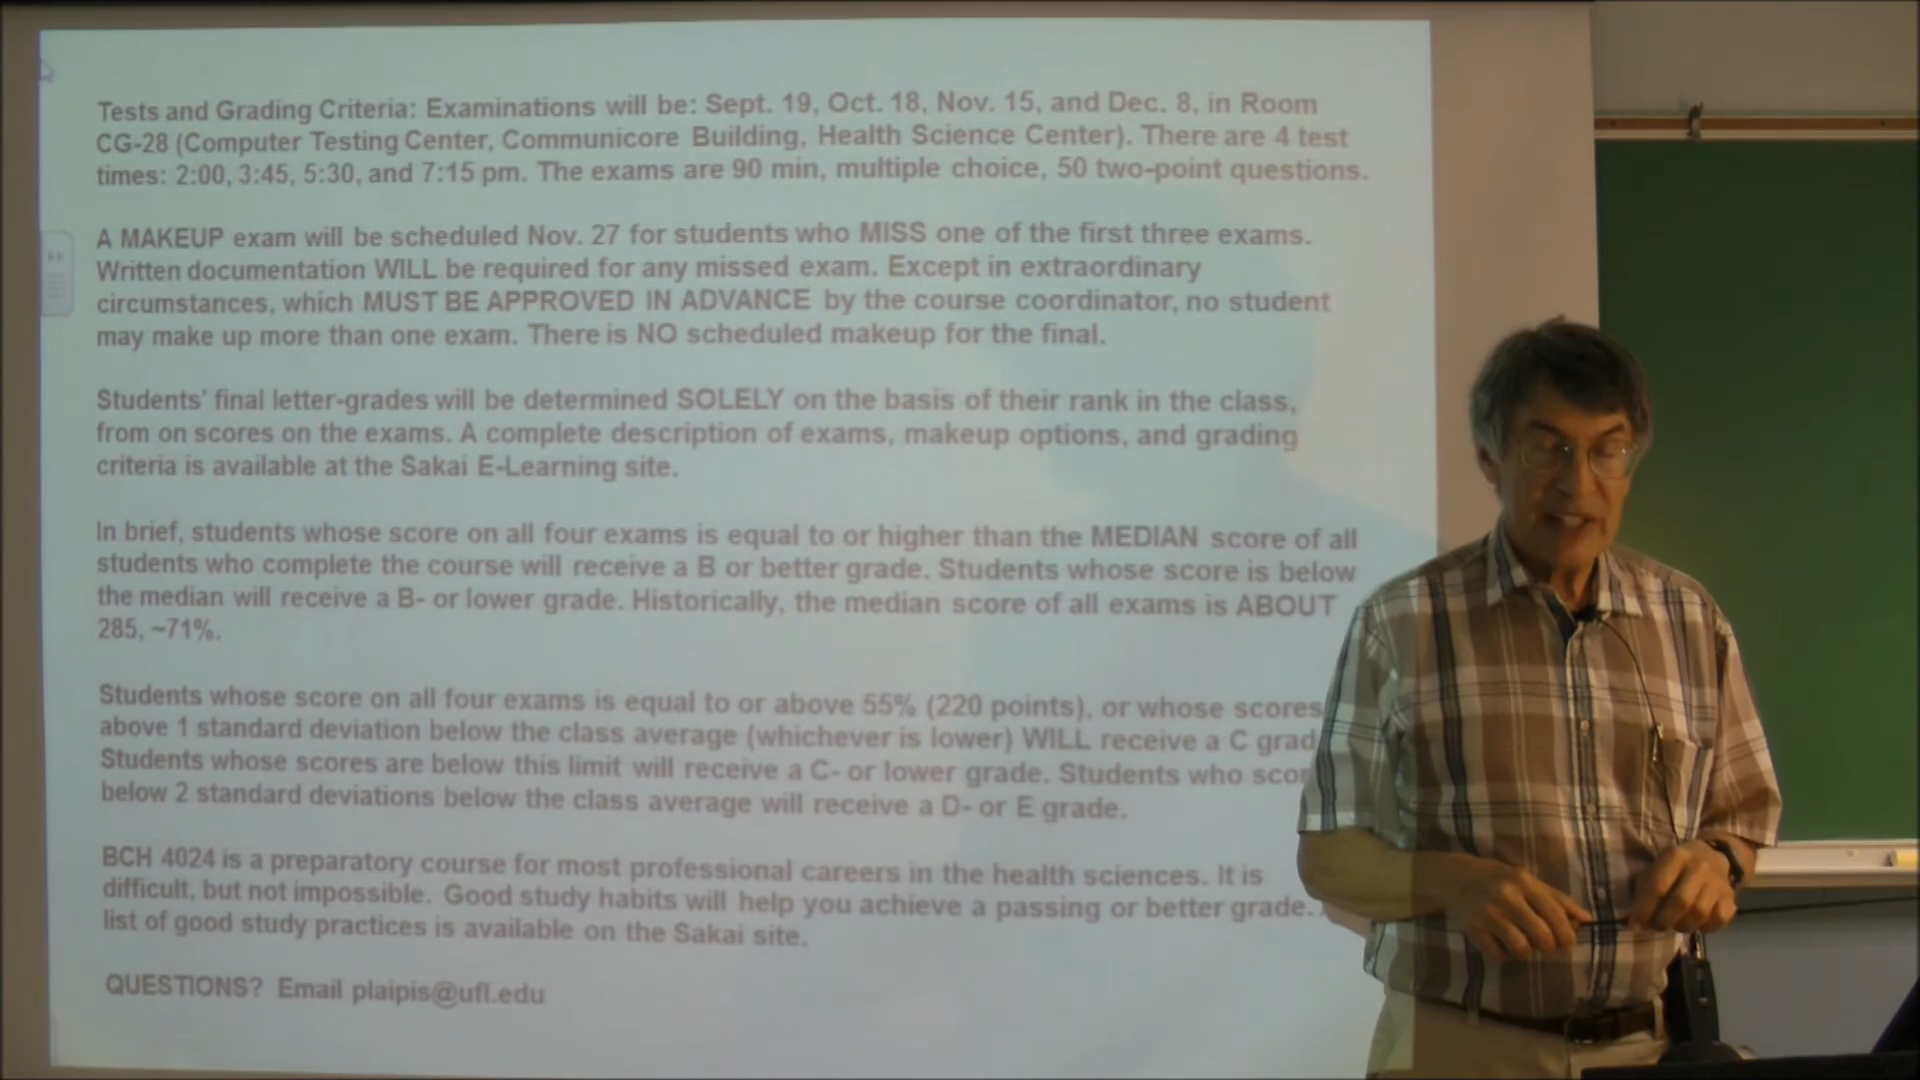 Tests and Grading Criteria: Examinations will be: Sept. 19, Oct. 18, Nov. 15, and Dec. 8, in Room
CG-28 (Computer Testing Center, Communicore Building, Health Science Center). There are 4 test
times: 2:00, 3:45, 5:30, and 7:15 pm. The exams are 90 min, multiple choice, 50 two-point questions.
A MAKEUP exam will be scheduled Nov. 27 for students who MISS one of the first three exams.
Written documentation WILL be required for any missed exam. Except in extraordinary
circumstances, which MUST BE APPROVED IN ADVANCE by the course coordinator, no student
may make up more than one exam. There is NO scheduled makeup for the final.
Students' final letter-grades will be determined SOLELY on the basis of their rank in the class,
from on scores on the exams. A complete description of exams, makeup options, and grading
criteria is available at the Sakai E-Learning site.
In brief, students whose score on all four exams is equal to or higher than the MEDIAN score of all
students who complete the course will receive a B or better grade. Students whose score is below
the median will receive a B- or lower grade. Historically, the median score of all exams is ABOUT
285, ~71%.
Students whose score on all four exams is equal to or above 55% (220 points), or whose scores
above 1 standard deviation below the class average (whichever is lower) WILL receive a C grad
Students whose scores are below this limit will receive a C- or lower grade. Students who scor
below 2 standard deviations below the class average will receive a D- or E grade.
BCH 4024 is a preparatory course for most professional careers in the health sciences. It is
difficult, but not impossible. Good study habits will help you achieve a passing or better grade.
list of good study practices is available on the Sakai site.
QUESTIONS? Email plaipis@ufl.edu